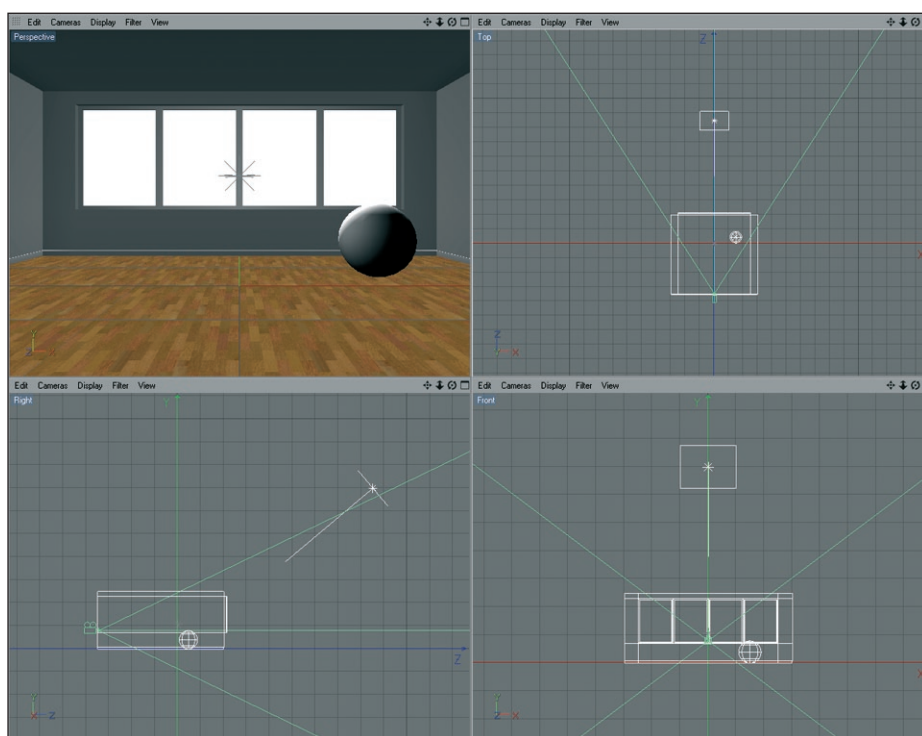 Edit Cameras Display Filter View
Perspective
Y
Z X
Edit Cameras Display Filter View
Top
Z
X
Z
Y X
Edit Cameras Display Filter View
Right
Y
Z
Y
X Z
Edit Cameras Display Filter View
Front
Y
X
Y
Z X